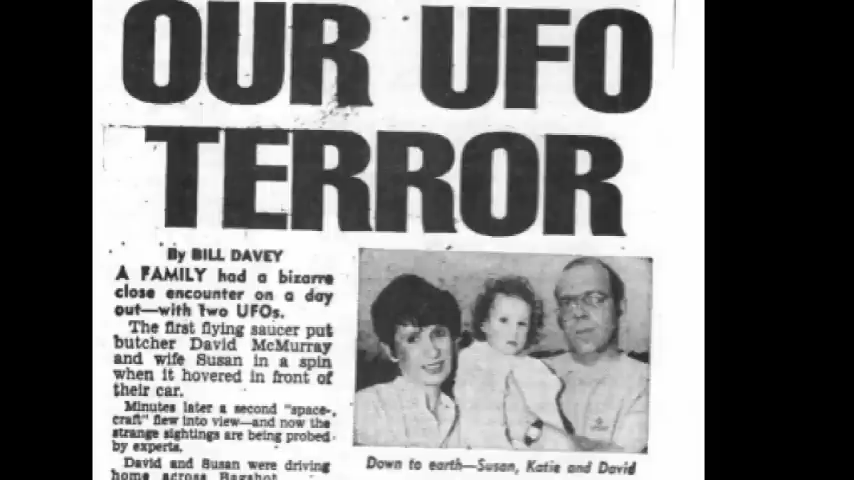 OUR UFO
TERROR
By BILL DAVEY
A FAMILY had a bizarre
close encounter on a day
out—with two UFOs.
The first flying saucer put
butcher David McMurray
and wife Susan in a spin
when it hovered in front of
their car.
Minutes later a second "space-
craft" flew into view—and now the
strange sightings are being probed
by experts.
David and Susan were driving
home across Bagshot
Down to earth—Susan, Katie and David